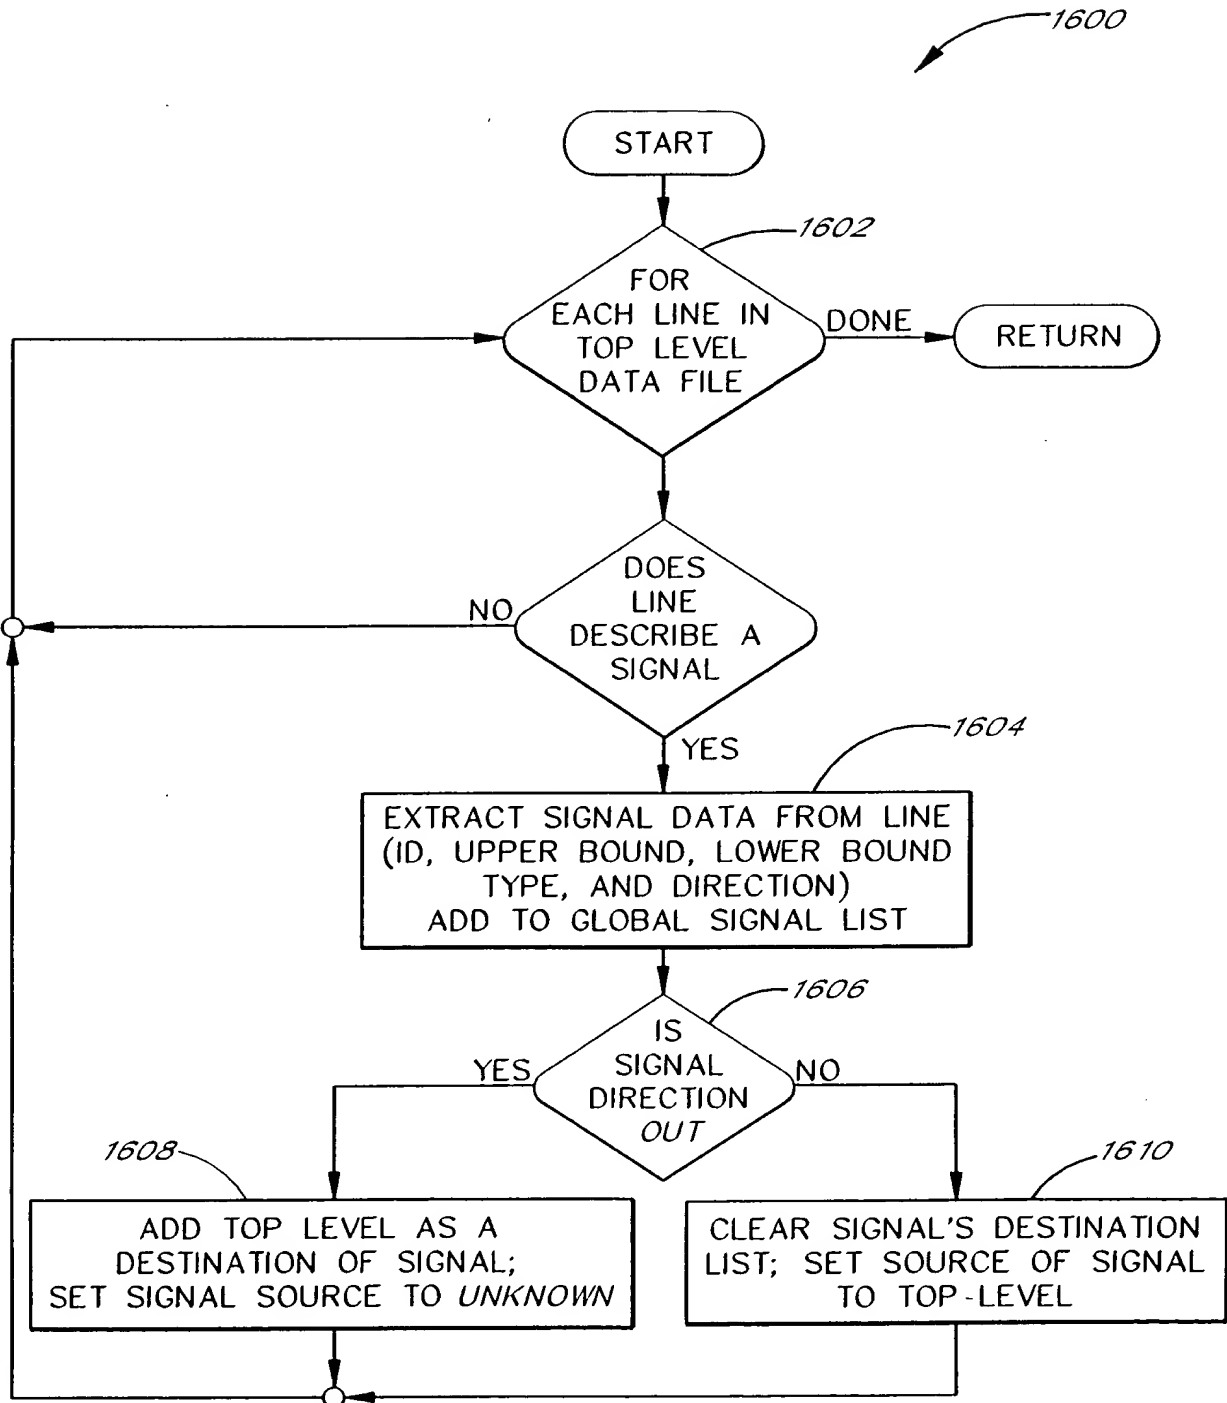 1600
START
1602
FOR
EACH LINE IN
TOP LEVEL
DATA FILE
DONE
RETURN
DOES
LINE
DESCRIBE A
SIGNAL
NO
YES
1604
EXTRACT SIGNAL DATA FROM LINE
(ID, UPPER BOUND, LOWER BOUND
TYPE, AND DIRECTION)
ADD TO GLOBAL SIGNAL LIST
1606
IS
SIGNAL
DIRECTION
OUT
YES
NO
1608
ADD TOP LEVEL AS A
DESTINATION OF SIGNAL;
SET SIGNAL SOURCE TO UNKNOWN
1610
CLEAR SIGNAL'S DESTINATION
LIST; SET SOURCE OF SIGNAL
TO TOP-LEVEL